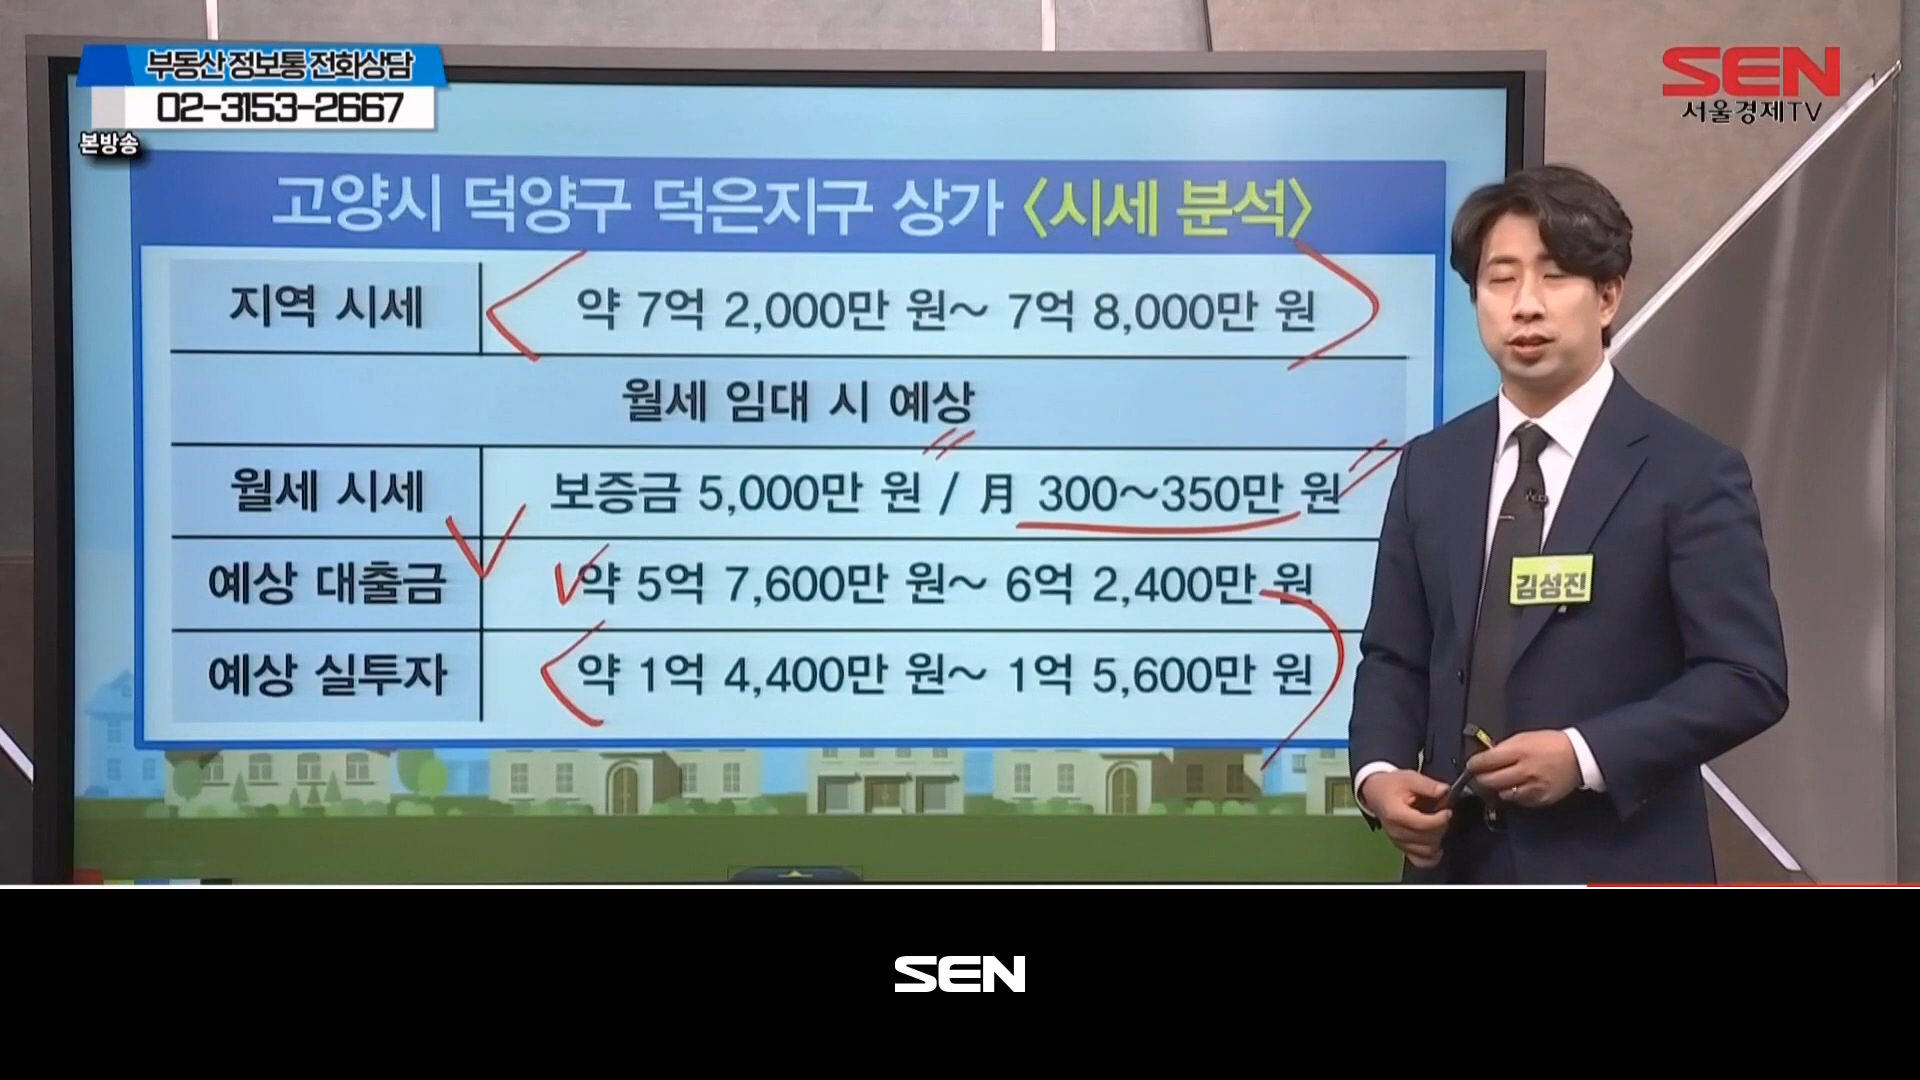 부동산 정보통 전화상담
02-3153-2667
본방송
SEN
서울경제TV
고양시 덕양구 덕은지구 상가 <시세 분석>
지역 시세 약 7억 2,000만 원~ 7억 8,000만 원
월세 임대 시 예상
월세 시세 보증금 5,000만 원 / 月 300~350만 원
예상 대출금 약 5억 7,600만 원~ 6억 2,400만 원
예상 실투자 약 1억 4,400만 원~ 1억 5,600만 원
김성진
SEN